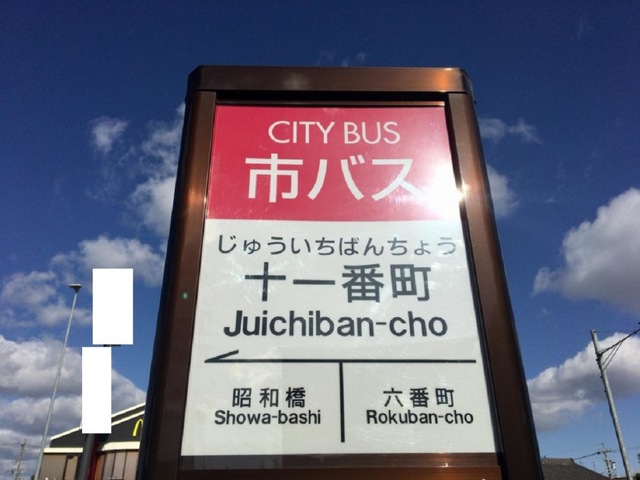 CITY BUS
市バス
じゅういちばんちょう
十一番町
Juichiban-cho
昭和橋 六番町
Showa-bashi Rokuban-cho